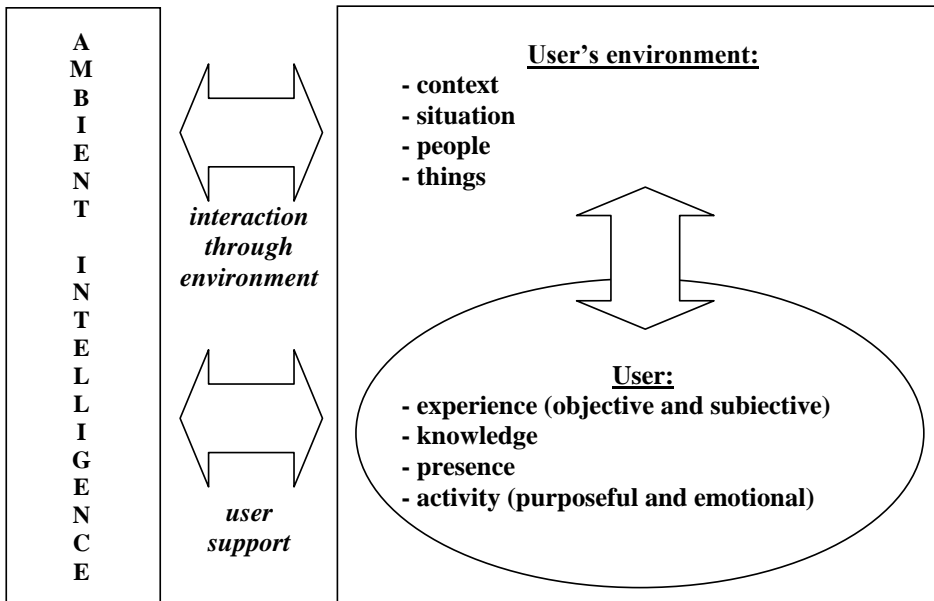 A
M
B
I
E
N
T
I
N
T
E
L
L
I
G
E
N
C
E
interaction
through
environment
user
support
User’s environment:
- context
- situation
- people
- things
User:
- experience (objective and subiective)
- knowledge
- presence
- activity (purposeful and emotional)